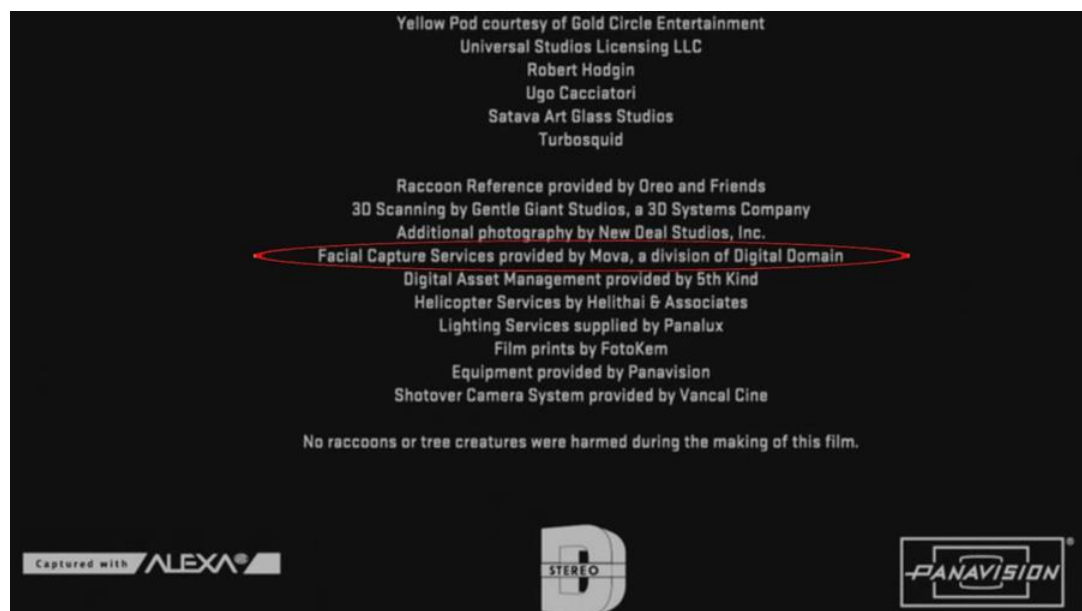 Yellow Pod courtesy of Gold Circle Entertainment
Universal Studios Licensing LLC
Robert Hodgin
Ugo Cacciatori
Satava Art Glass Studios
Turbosquid
Raccoon Reference provided by Oreo and Friends
3D Scanning by Gentle Giant Studios, a 3D Systems Company
Additional photography by New Deal Studios, Inc.
Facial Capture Services provided by Mova, a division of Digital Domain
Digital Asset Management provided by 5th Kind
Helicopter Services by Helithai & Associates
Lighting Services supplied by Panalux
Film prints by FotoKem
Equipment provided by Panavision
Shotover Camera System provided by Vancal Cine
No raccoons or tree creatures were harmed during the making of this film.
Captured with ALEXA
STEREO D
PANAVISION®